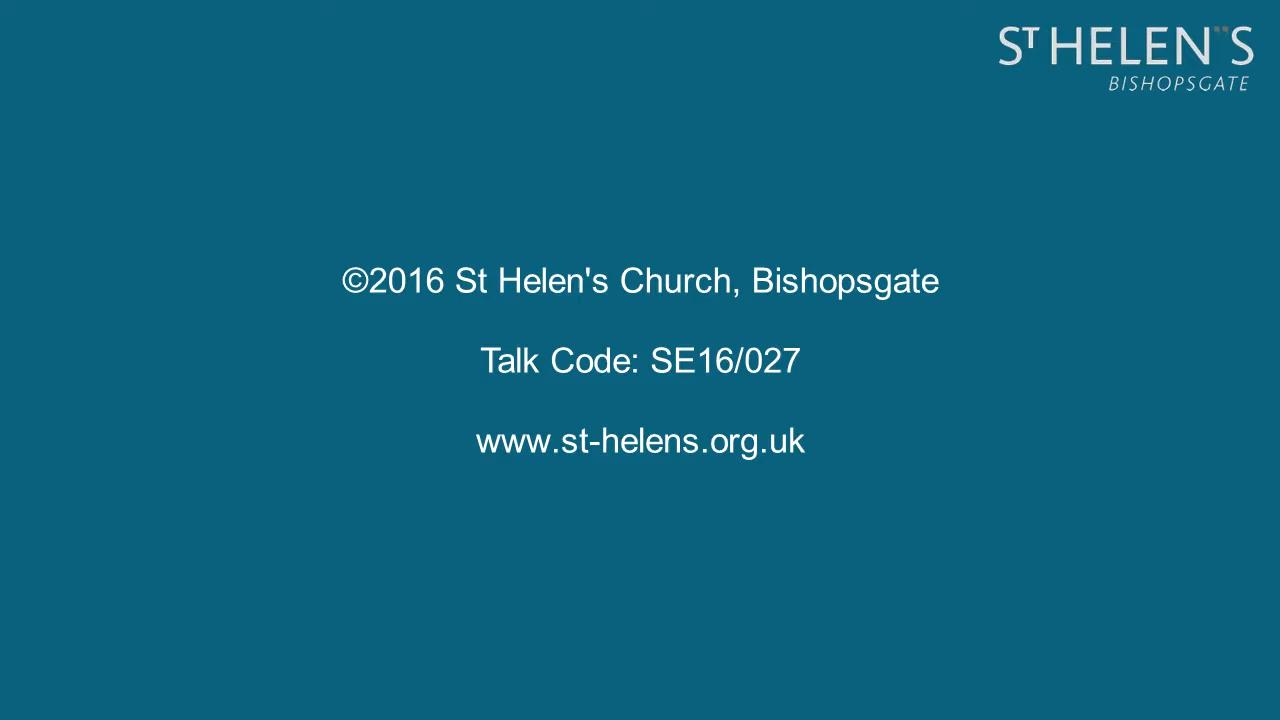 ST HELEN'S
BISHOPSGATE
©2016 St Helen's Church, Bishopsgate
Talk Code: SE16/027
www.st-helens.org.uk